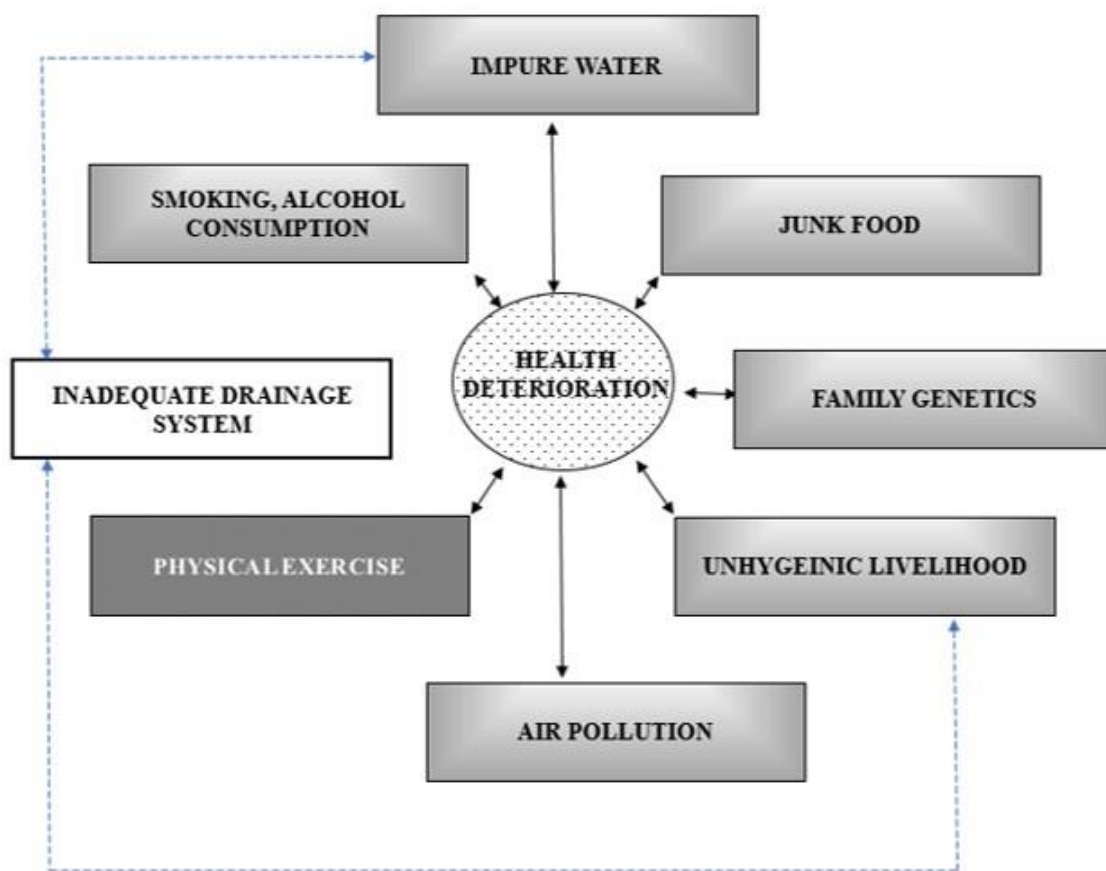 IMPURE WATER
SMOKING, ALCOHOL
CONSUMPTION
JUNK FOOD
HEALTH
DETERIORATION
INADEQUATE DRAINAGE
SYSTEM
FAMILY GENETICS
PHYSICAL EXERCISE
UNHYGEINIC LIVELIHOOD
AIR POLLUTION